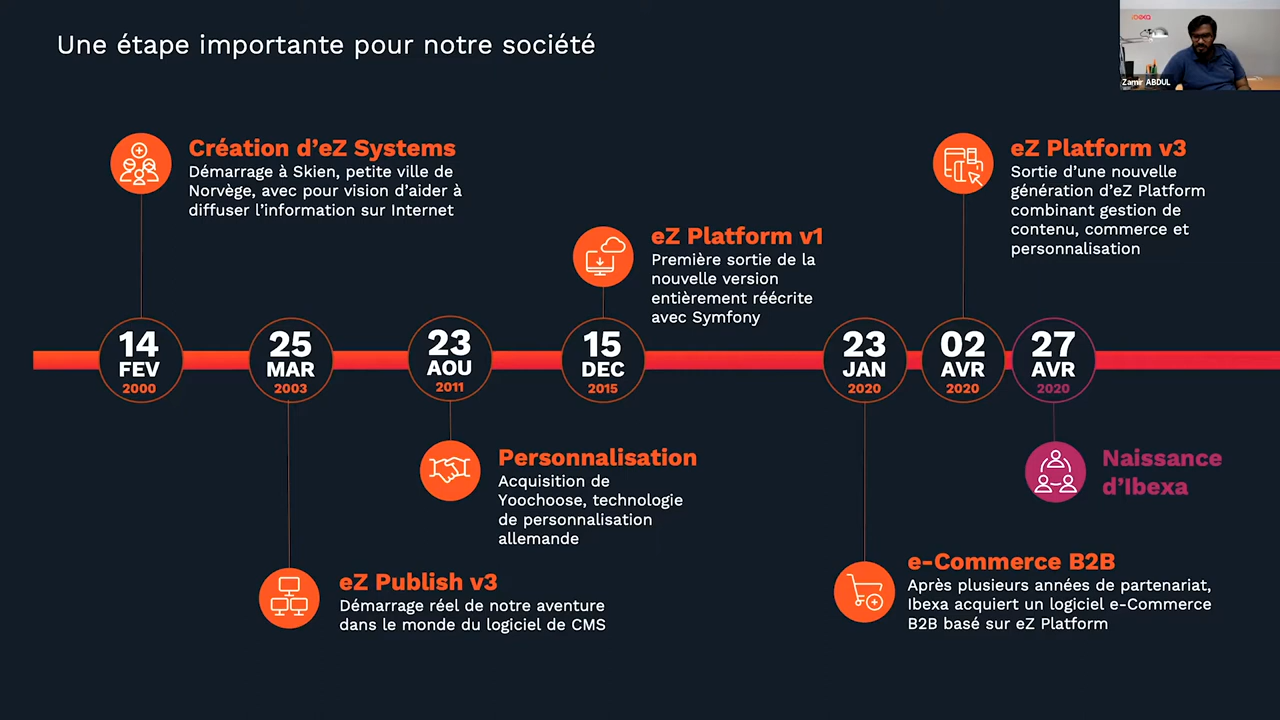 Une étape importante pour notre société
ibexa
Zamir ABDUL
Création d’eZ Systems
Démarrage à Skien, petite ville de
Norvège, avec pour vision d’aider à
diffuser l’information sur Internet
eZ Platform v1
Première sortie de la
nouvelle version
entièrement réécrite
avec Symfony
eZ Platform v3
Sortie d’une nouvelle
génération d’eZ Platform
combinant gestion de
contenu, commerce et
personnalisation
14
FEV
2000
25
MAR
2003
23
AOU
2011
15
DEC
2015
23
JAN
2020
02
AVR
2020
27
AVR
2020
Personnalisation
Acquisition de
Yoochoose, technologie
de personnalisation
allemande
Naissance
d’Ibexa
eZ Publish v3
Démarrage réel de notre aventure
dans le monde du logiciel de CMS
e-Commerce B2B
Après plusieurs années de partenariat,
Ibexa acquiert un logiciel e-Commerce
B2B basé sur eZ Platform